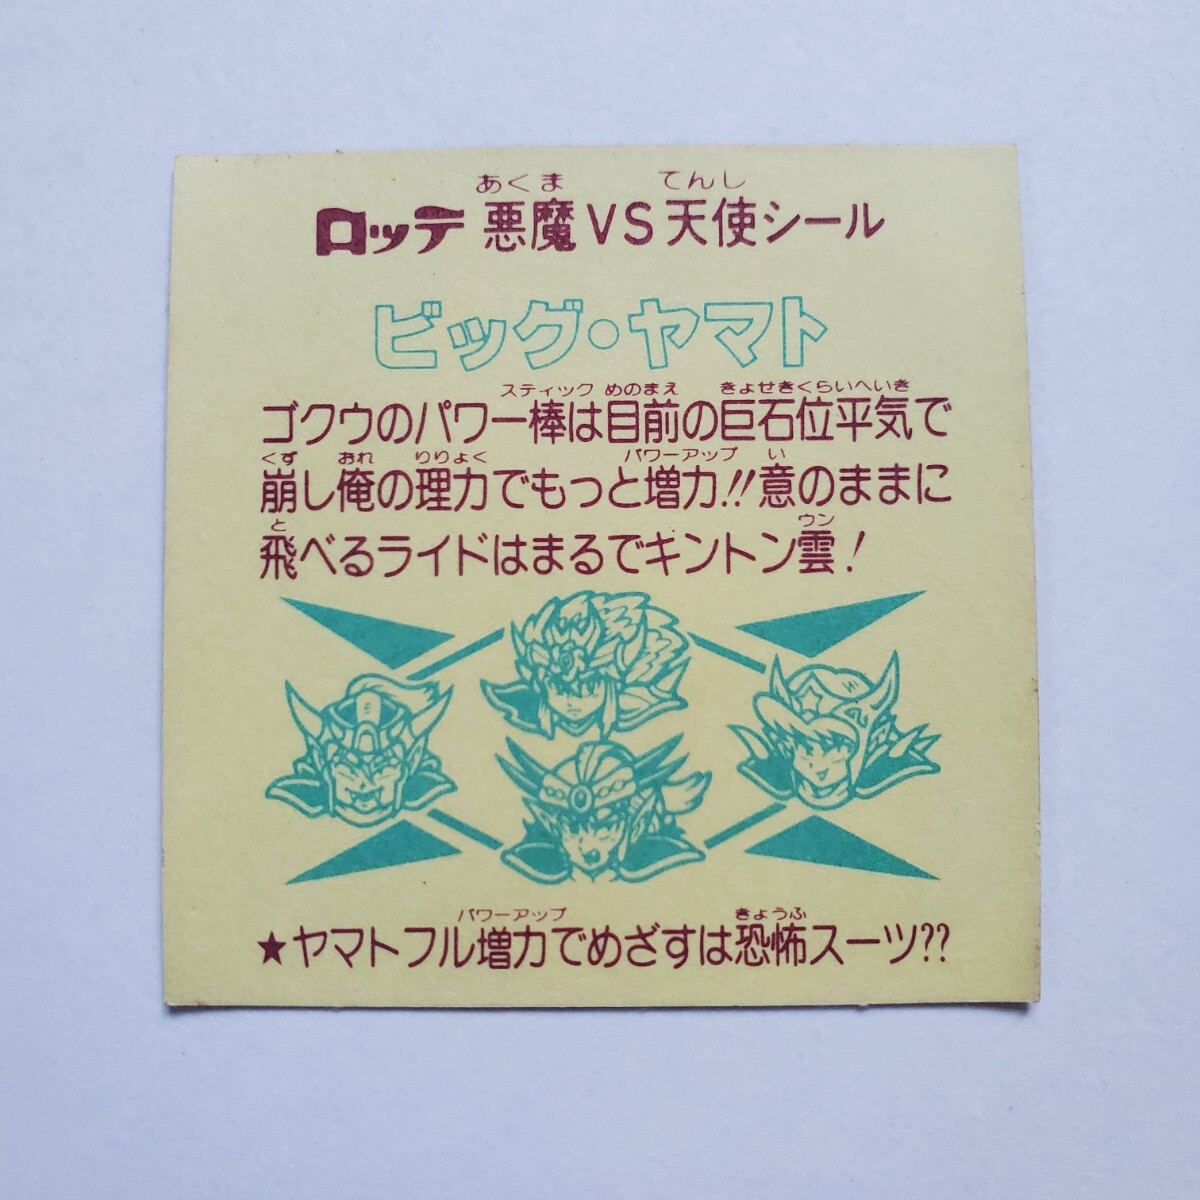 あくま てんし
ロッテ 悪魔VS天使シール
ビッグ・ヤマト
スティック めのまえ きょせきくらいへいき
ゴクウのパワー棒は目前の巨石位平気で
くず おれ りりょく パワーアップ い
崩し俺の理力でもっと増力!!意のままに
と ウン
飛べるライドはまるでキントン雲!
パワーアップ きょうふ
★ヤマトフル増力でめざすは恐怖スーツ??